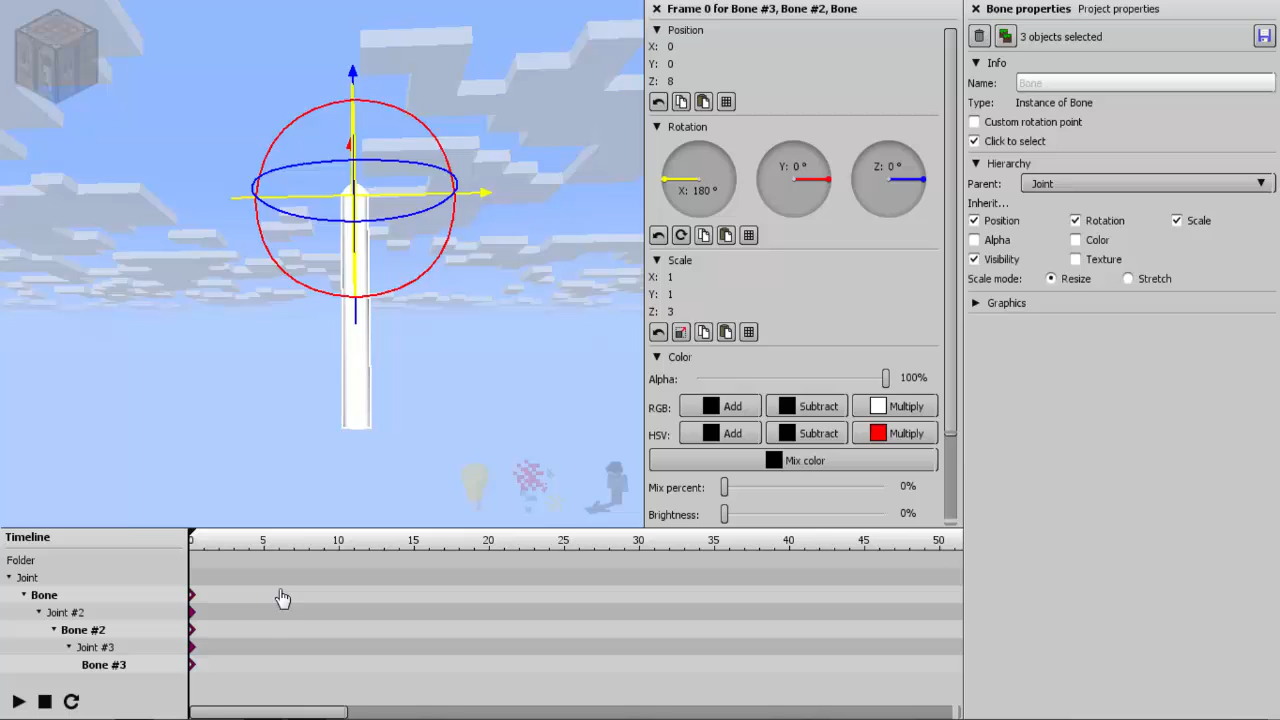 Frame 0 for Bone #3, Bone #2, Bone
Position
X: 0
Y: 0
Z: 8
Rotation
X: 180 °
Y: 0 °
Z: 0 °
Scale
X: 1
Y: 1
Z: 3
Color
Alpha: 100%
RGB: Add Subtract Multiply
HSV: Add Subtract Multiply
Mix color
Mix percent: 0%
Brightness: 0%
Bone properties Project properties
3 objects selected
Info
Name: Bone
Type: Instance of Bone
Custom rotation point
Click to select
Hierarchy
Parent: Joint
Inherit...
Position Rotation Scale
Alpha Color
Visibility Texture
Scale mode: Resize Stretch
Graphics
Timeline
0 5 10 15 20 25 30 35 40 45 50
Folder
Joint
Bone
Joint #2
Bone #2
Joint #3
Bone #3